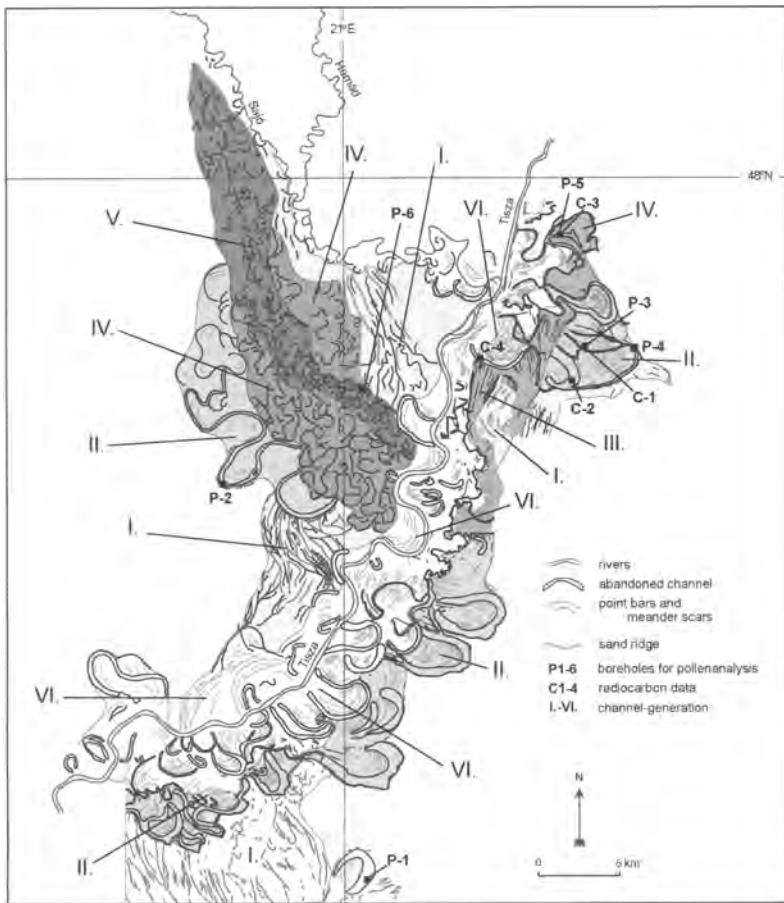 21°E
Hernád
Sajó
IV.
I.
48°N
P-5
C-3
VI.
Tisza
IV.
V.
P-6
P-3
IV.
C-4
P-4
II.
C-2
C-1
III.
II.
I.
P-2
VI.
I.
rivers
abandoned channel
point bars and
meander scars
sand ridge
Tisza
II.
P1-6 boreholes for pollenanalysis
C1-4 radiocarbon data
VI.
I.-VI. channel-generation
VI.
N
II.
I.
P-1
0 6 km